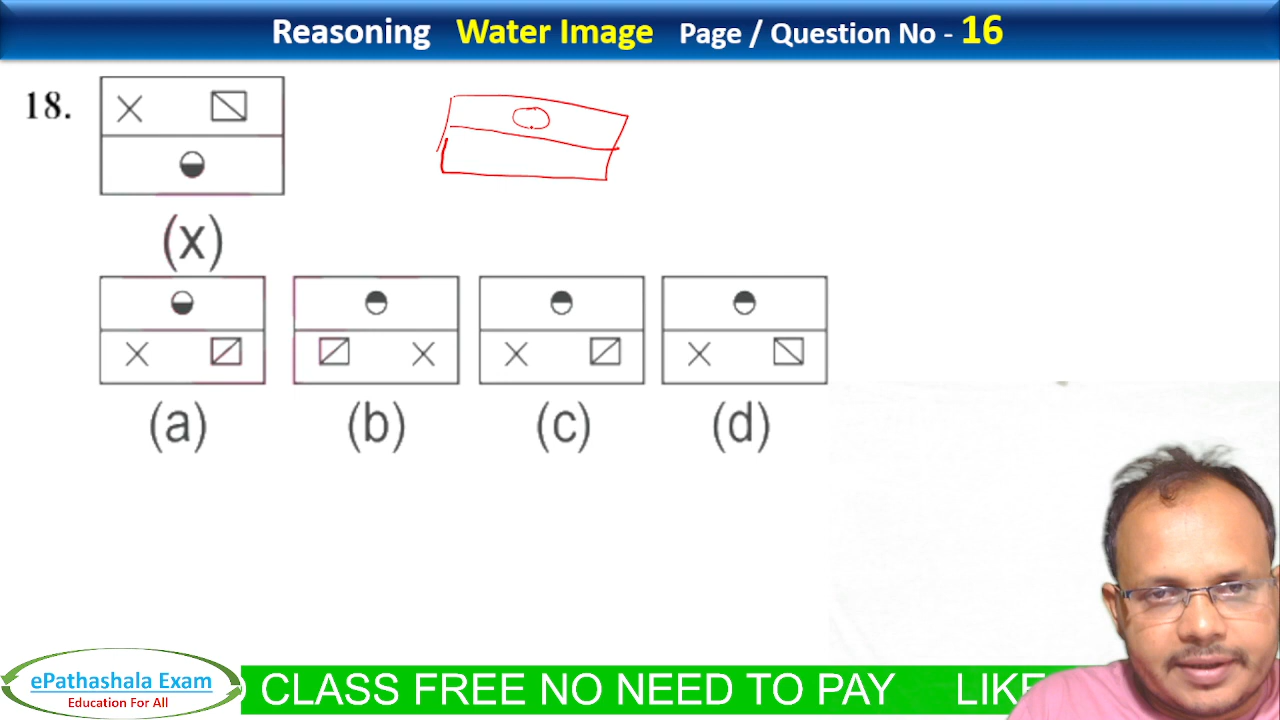 Reasoning Water Image Page / Question No - 16
18.
(x)
(a) (b) (c) (d)
ePathashala Exam
Education For All
CLASS FREE NO NEED TO PAY LIKE